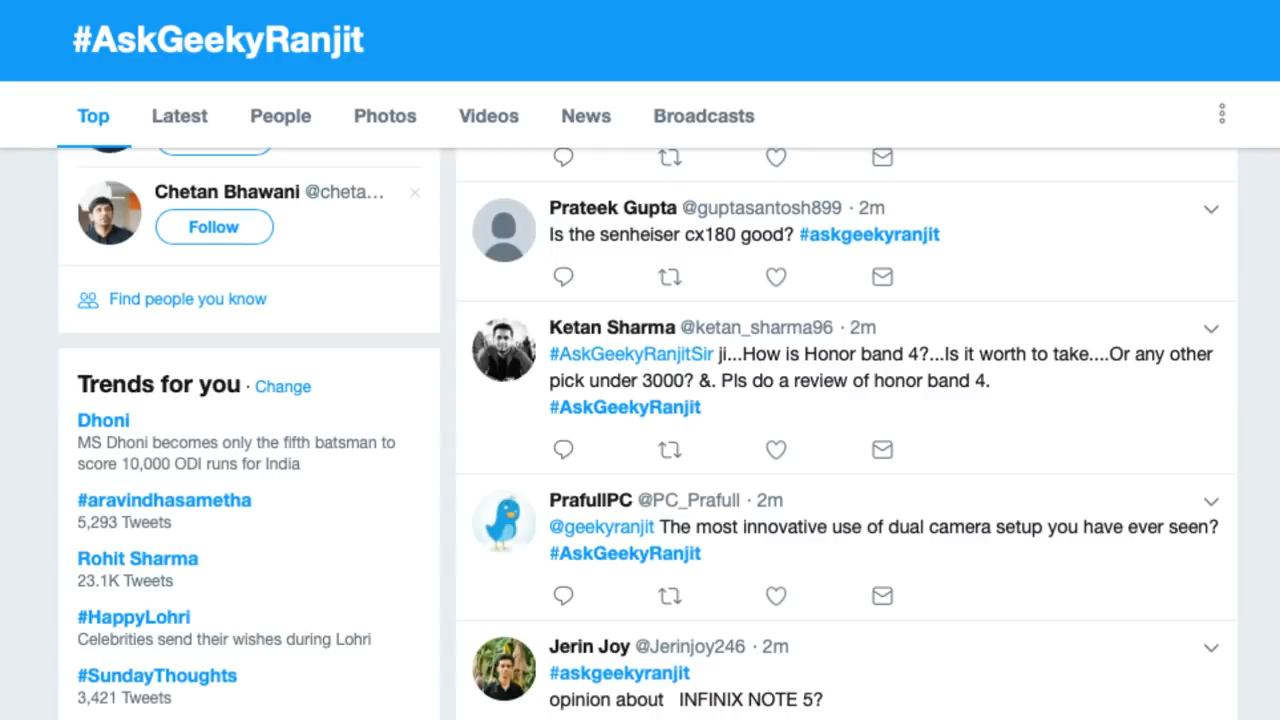 #AskGeekyRanjit
Top Latest People Photos Videos News Broadcasts
Chetan Bhawani @cheta...
Follow
Find people you know
Trends for you · Change
Dhoni
MS Dhoni becomes only the fifth batsman to
score 10,000 ODI runs for India
#aravindhasametha
5,293 Tweets
Rohit Sharma
23.1K Tweets
#HappyLohri
Celebrities send their wishes during Lohri
#SundayThoughts
3,421 Tweets
Prateek Gupta @guptasantosh899 · 2m
Is the senheiser cx180 good? #askgeekyranjit
Ketan Sharma @ketan_sharma96 · 2m
#AskGeekyRanjitSir ji...How is Honor band 4?...Is it worth to take....Or any other
pick under 3000? &. Pls do a review of honor band 4.
#AskGeekyRanjit
PrafullPC @PC_Prafull · 2m
@geekyranjit The most innovative use of dual camera setup you have ever seen?
#AskGeekyRanjit
Jerin Joy @Jerinjoy246 · 2m
#askgeekyranjit
opinion about INFINIX NOTE 5?